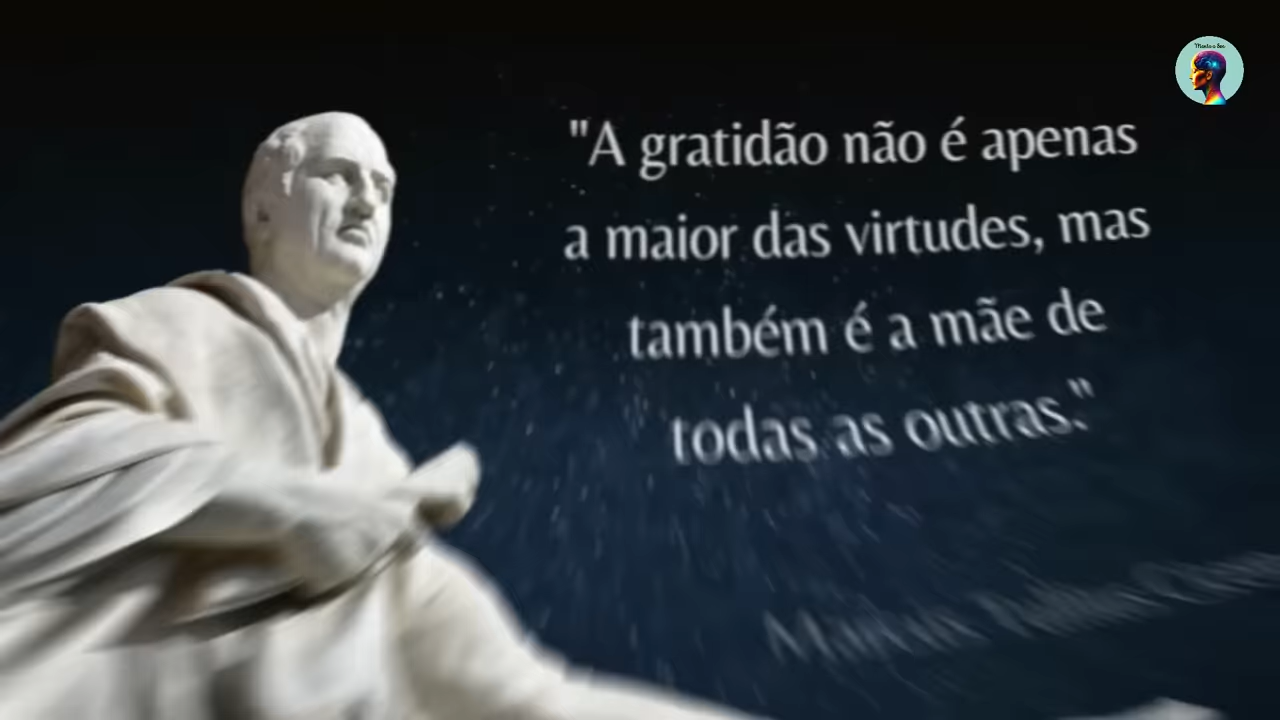 "A gratidão não é apenas
a maior das virtudes, mas
também é a mãe de
todas as outras."